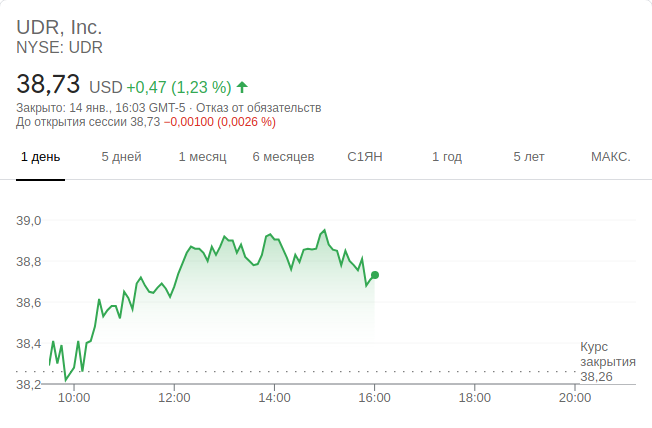 UDR, Inc.
NYSE: UDR
38,73 USD +0,47 (1,23 %)
Закрыто: 14 янв., 16:03 GMT-5 · Отказ от обязательств
До открытия сессии 38,73 −0,00100 (0,0026 %)
1 день 5 дней 1 месяц 6 месяцев С1ЯН 1 год 5 лет МАКС.
39,0
38,8
38,6
38,4
38,2
Курс
закрытия
38,26
10:00 12:00 14:00 16:00 18:00 20:00